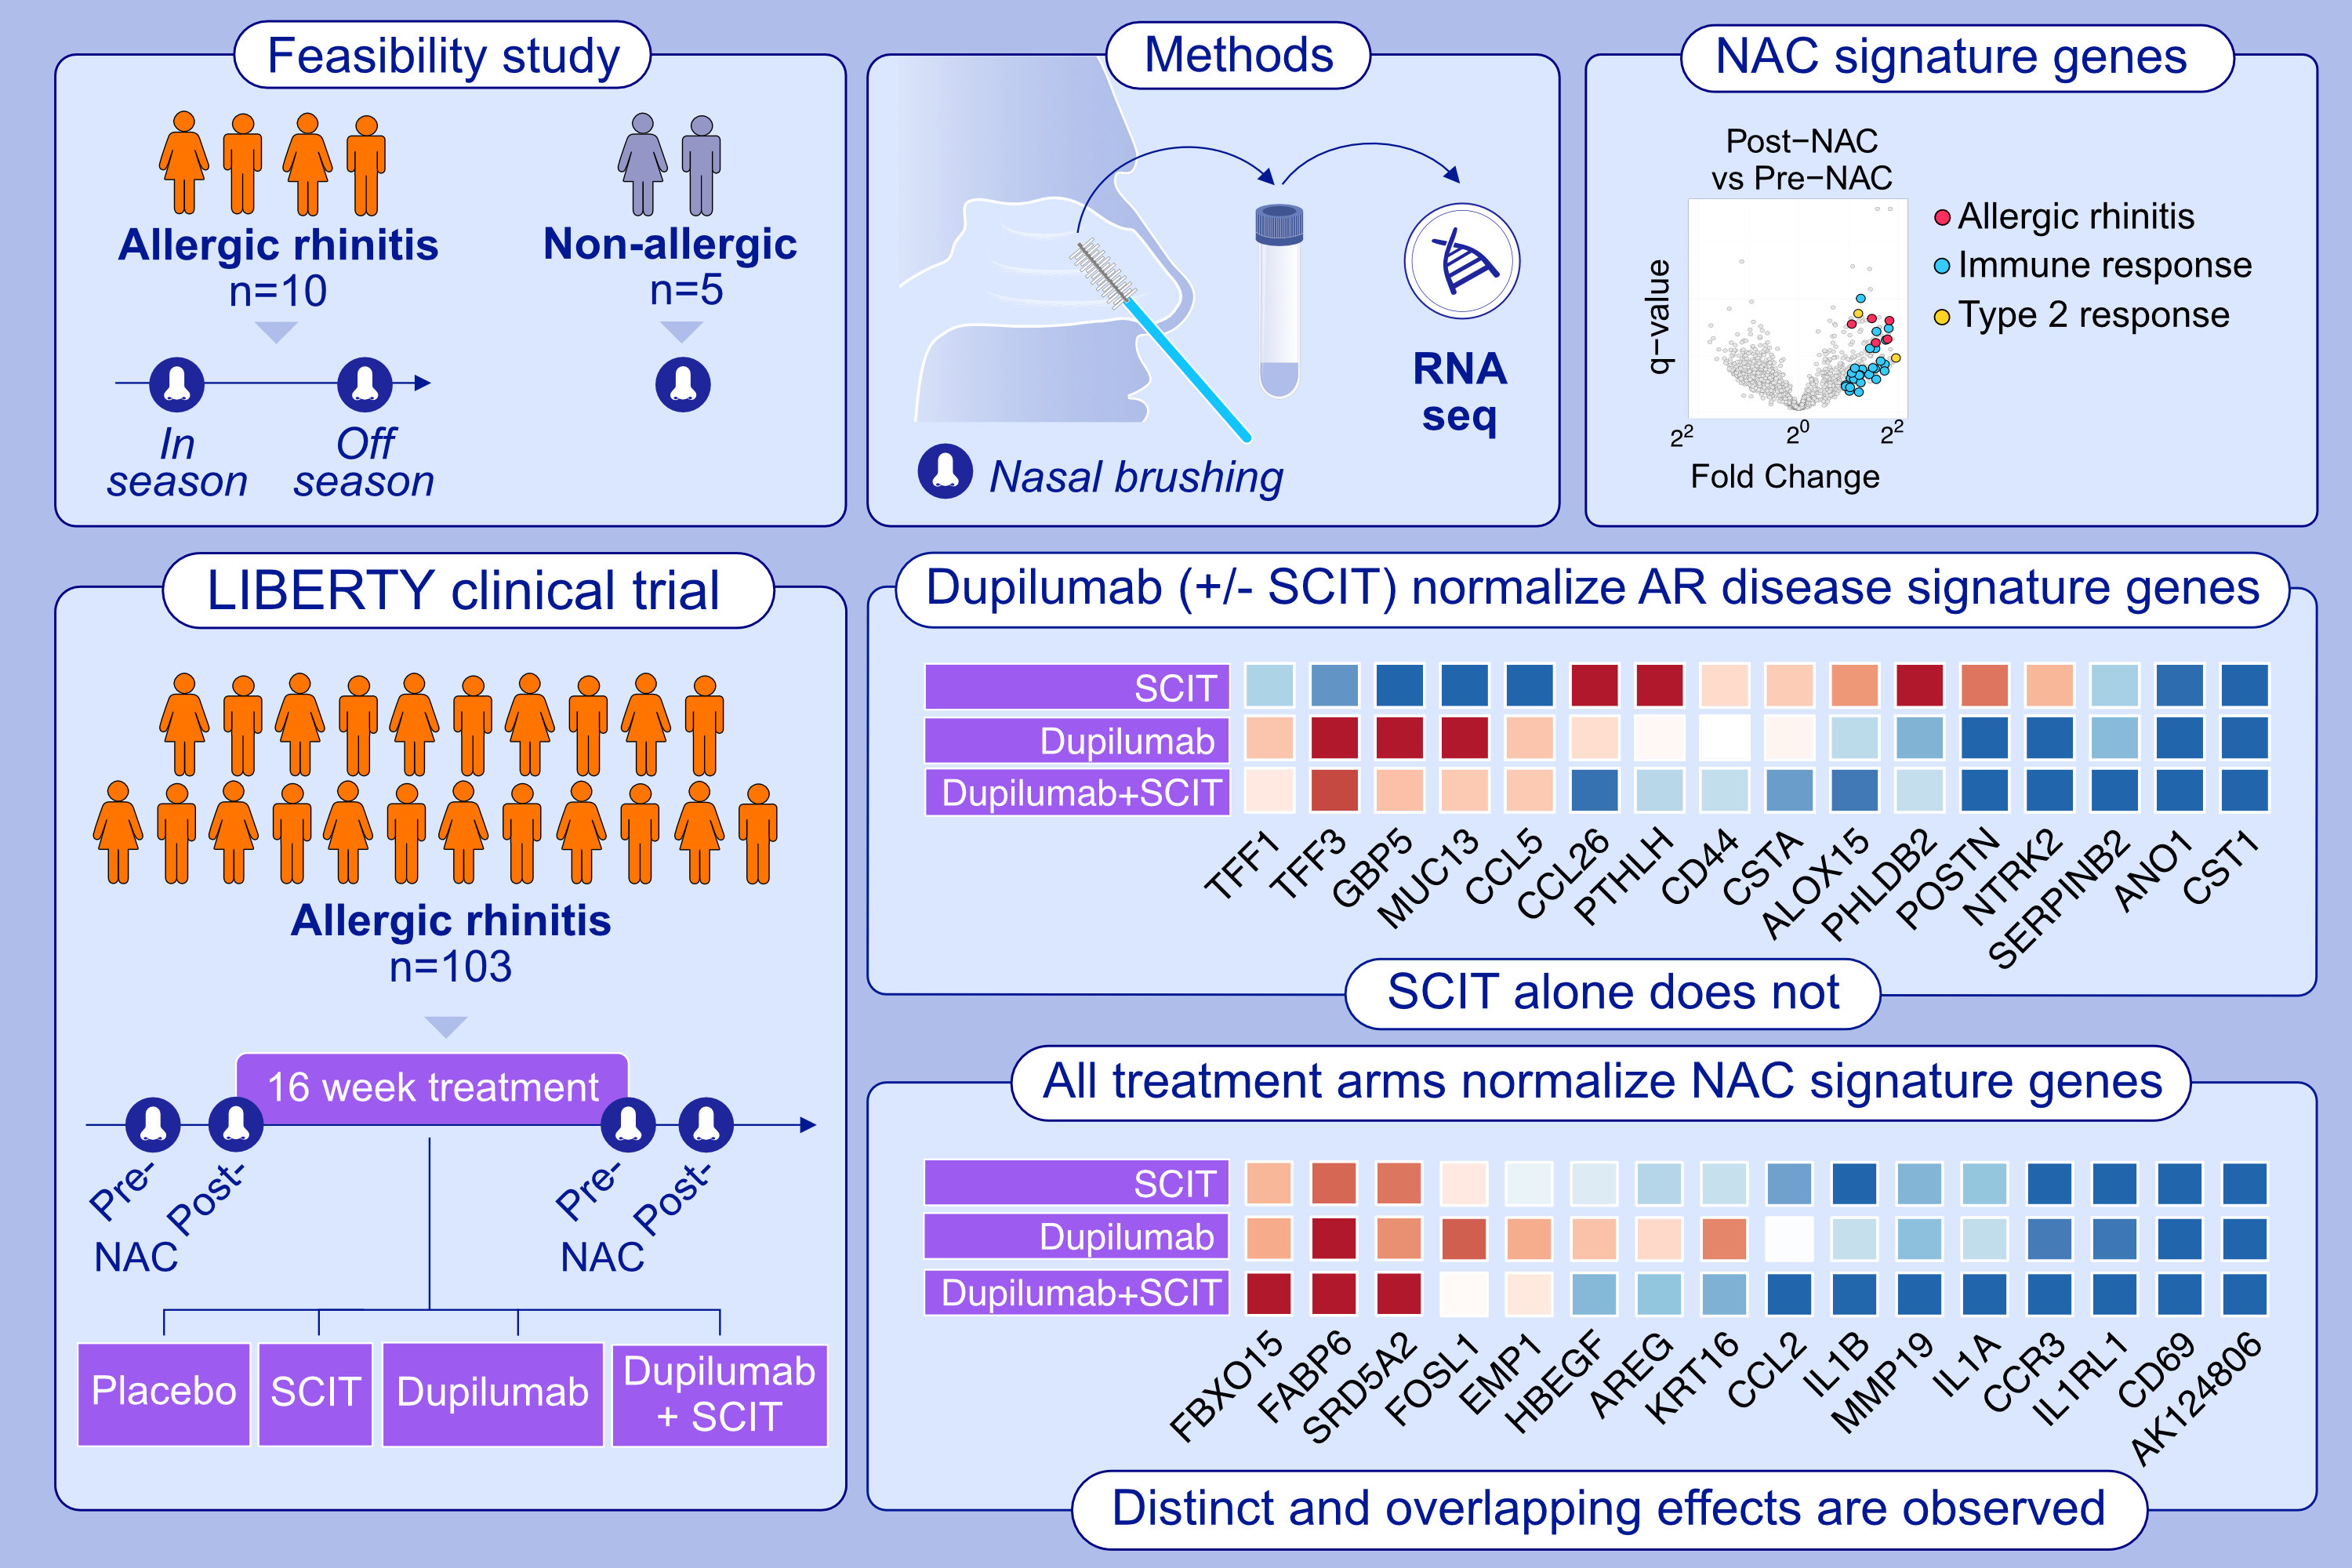 Feasibility study
Allergic rhinitis
n=10
Non-allergic
n=5
In
season
Off
season
Methods
RNA
seq
Nasal brushing
NAC signature genes
Post−NAC
vs Pre−NAC
q−value
2²
2⁰
2²
Fold Change
Allergic rhinitis
Immune response
Type 2 response
LIBERTY clinical trial
Allergic rhinitis
n=103
16 week treatment
Pre-
Post-
NAC
Pre-
Post-
NAC
Placebo
SCIT
Dupilumab
Dupilumab
+ SCIT
Dupilumab (+/- SCIT) normalize AR disease signature genes
SCIT
Dupilumab
Dupilumab+SCIT
TFF1
TFF3
GBP5
MUC13
CCL5
CCL26
PTHLH
CD44
CSTA
ALOX15
PHLDB2
POSTN
NTRK2
SERPINB2
ANO1
CST1
SCIT alone does not
All treatment arms normalize NAC signature genes
SCIT
Dupilumab
Dupilumab+SCIT
FBXO15
FABP6
SRD5A2
FOSL1
EMP1
HBEGF
AREG
KRT16
CCL2
IL1B
MMP19
IL1A
CCR3
IL1RL1
CD69
AK124806
Distinct and overlapping effects are observed